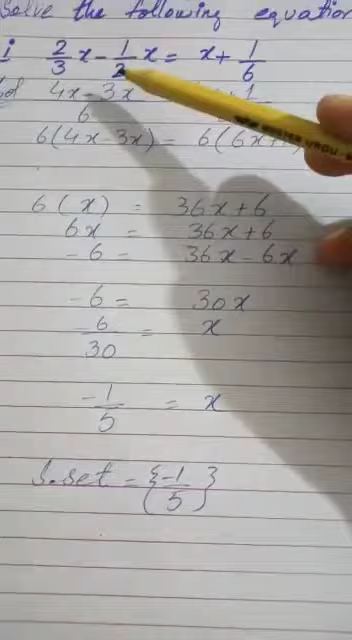 Solve the following equation
i 2/3 x - 1/2 x = x + 1/6
4x - 3x / 6
6(4x - 3x) = 6(6x +
6(x) = 36x + 6
6x = 36x + 6
-6 = 36x - 6x
-6 = 30x
-6/30 = x
-1/5 = x
S.set = {-1/5}